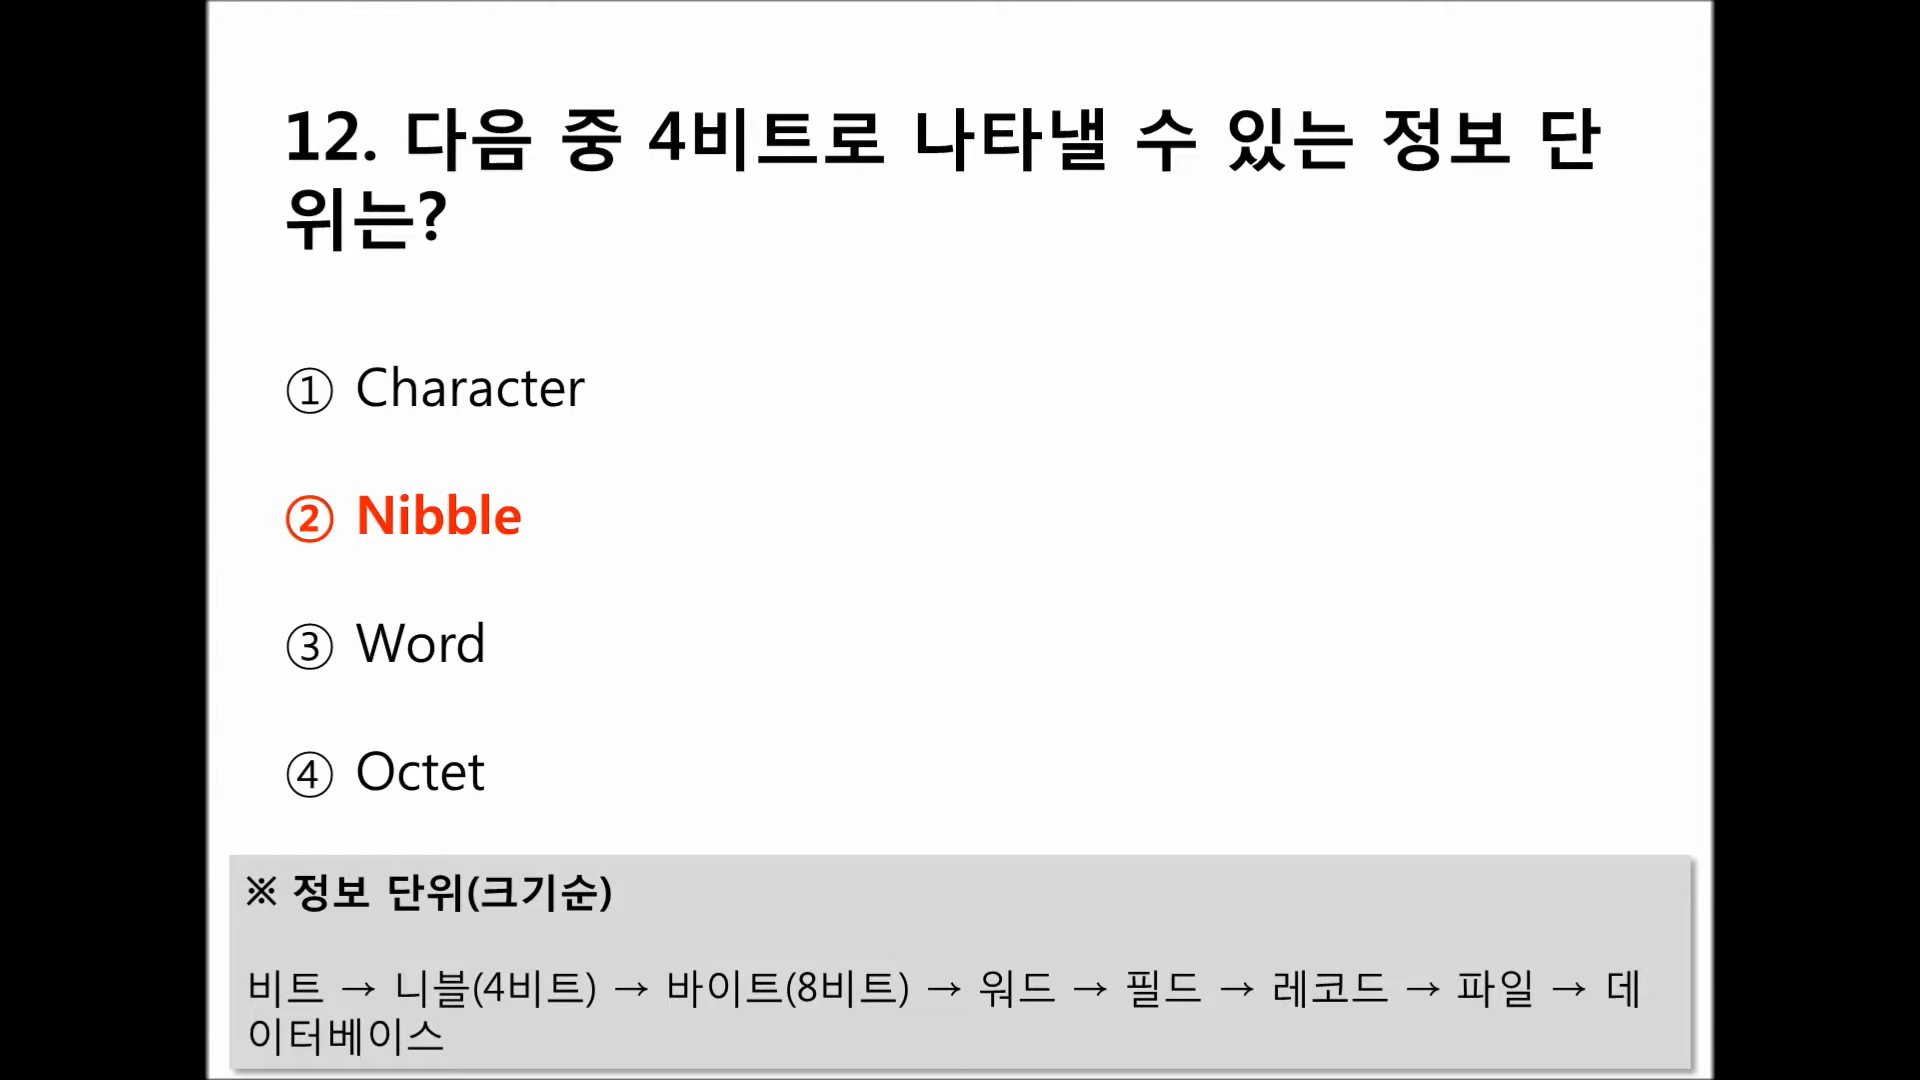 12. 다음 중 4비트로 나타낼 수 있는 정보 단
위는?
① Character
② Nibble
③ Word
④ Octet
※ 정보 단위(크기순)
비트 → 니블(4비트) → 바이트(8비트) → 워드 → 필드 → 레코드 → 파일 → 데
이터베이스